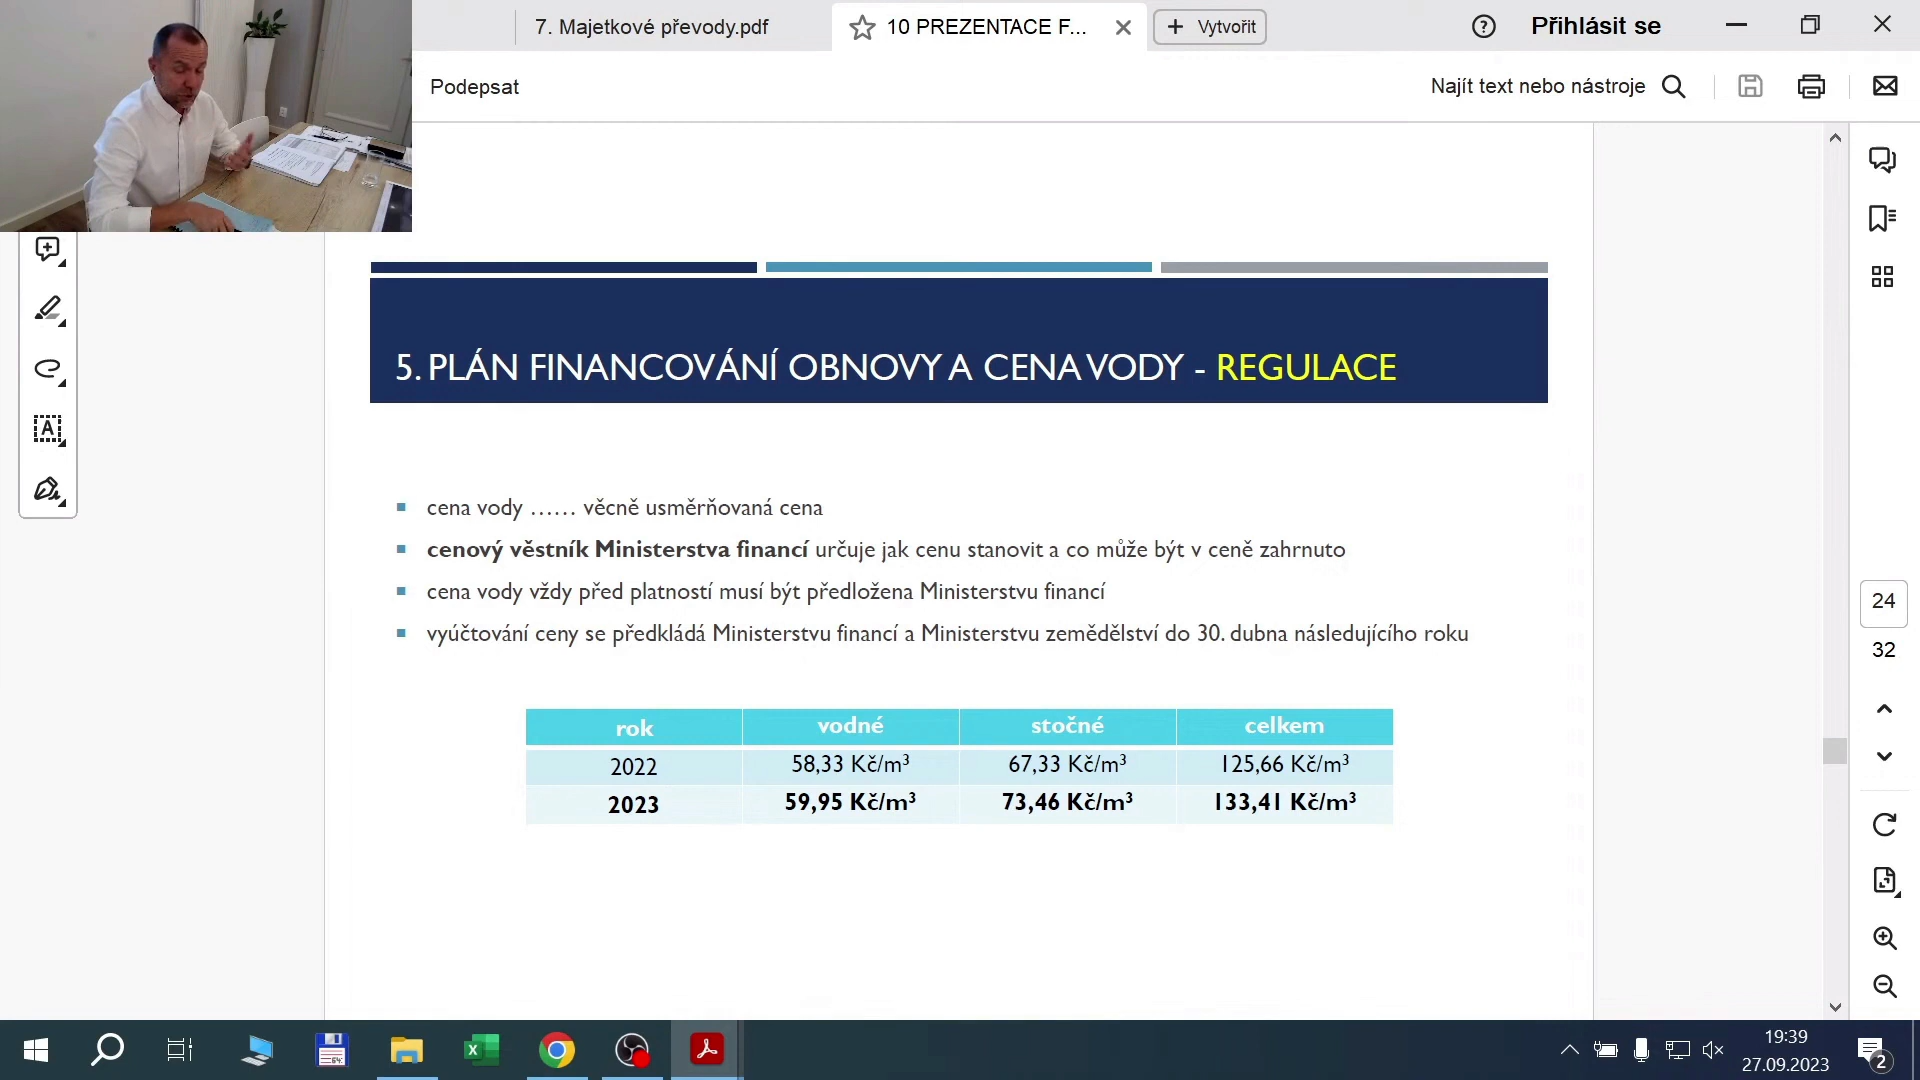 7. Majetkové převody.pdf
10 PREZENTACE F...
Vytvořit
Přihlásit se
Podepsat
Najít text nebo nástroje
5. PLÁN FINANCOVÁNÍ OBNOVY A CENA VODY - REGULACE
cena vody …… věcně usměrňovaná cena
cenový věstník Ministerstva financí určuje jak cenu stanovit a co může být v ceně zahrnuto
cena vody vždy před platností musí být předložena Ministerstvu financí
vyúčtování ceny se předkládá Ministerstvu financí a Ministerstvu zemědělství do 30. dubna následujícího roku
rok vodné stočné celkem
2022 58,33 Kč/m³ 67,33 Kč/m³ 125,66 Kč/m³
2023 59,95 Kč/m³ 73,46 Kč/m³ 133,41 Kč/m³
24
32
19:39
27.09.2023
2